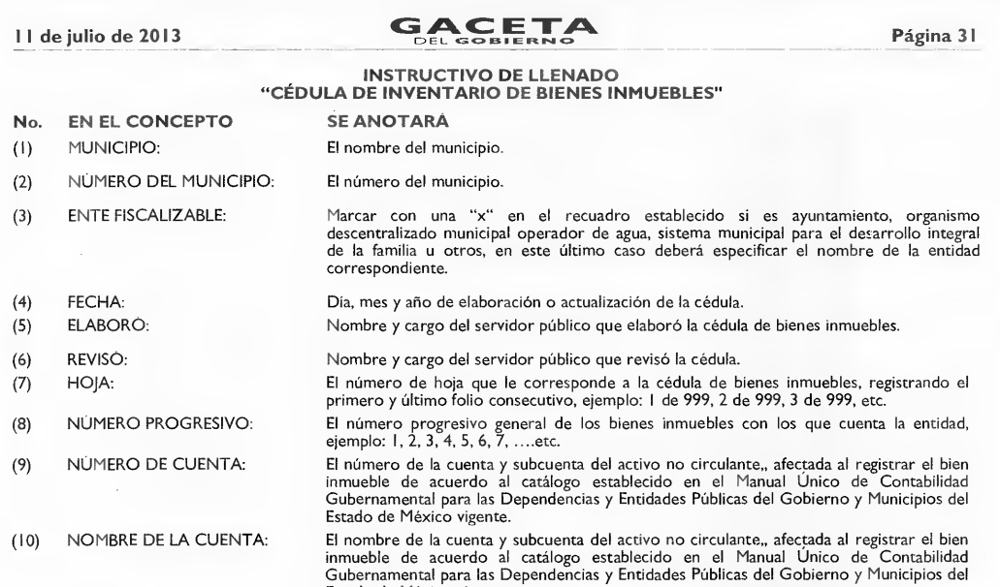 11 de julio de 2013 GACETA DEL GOBIERNO Página 31
INSTRUCTIVO DE LLENADO
“CÉDULA DE INVENTARIO DE BIENES INMUEBLES"
No. EN EL CONCEPTO SE ANOTARÁ
(1) MUNICIPIO: El nombre del municipio.
(2) NÚMERO DEL MUNICIPIO: El número del municipio.
(3) ENTE FISCALIZABLE: Marcar con una “x“ en el recuadro establecido si es ayuntamiento, organismo
descentralizado municipal operador de agua, sistema municipal para el desarrollo integral
de la familia u otros, en este último caso deberá especificar el nombre de la entidad
correspondiente.
(4) FECHA: Día, mes y año de elaboración o actualización de la cédula.
(5) ELABORÓ: Nombre y cargo del servidor público que elaboró la cédula de bienes inmuebles.
(6) REVISÓ: Nombre y cargo del servidor público que revisó la cédula.
(7) HOJA: El número de hoja que le corresponde a la cédula de bienes inmuebles, registrando el
primero y último folio consecutivo, ejemplo: 1 de 999, 2 de 999, 3 de 999, etc.
(8) NÚMERO PROGRESIVO: El número progresivo general de los bienes inmuebles con los que cuenta la entidad,
ejemplo: 1, 2, 3, 4, 5, 6, 7, ….etc.
(9) NÚMERO DE CUENTA: El número de la cuenta y subcuenta del activo no circulante,, afectada al registrar el bien
inmueble de acuerdo al catálogo establecido en el Manual Único de Contabilidad
Gubernamental para las Dependencias y Entidades Públicas del Gobierno y Municipios del
Estado de México vigente.
(10) NOMBRE DE LA CUENTA: El nombre de la cuenta y subcuenta del activo no circulante,, afectada al registrar el bien
inmueble de acuerdo al catálogo establecido en el Manual Único de Contabilidad
Gubernamental para las Dependencias y Entidades Públicas del Gobierno y Municipios del